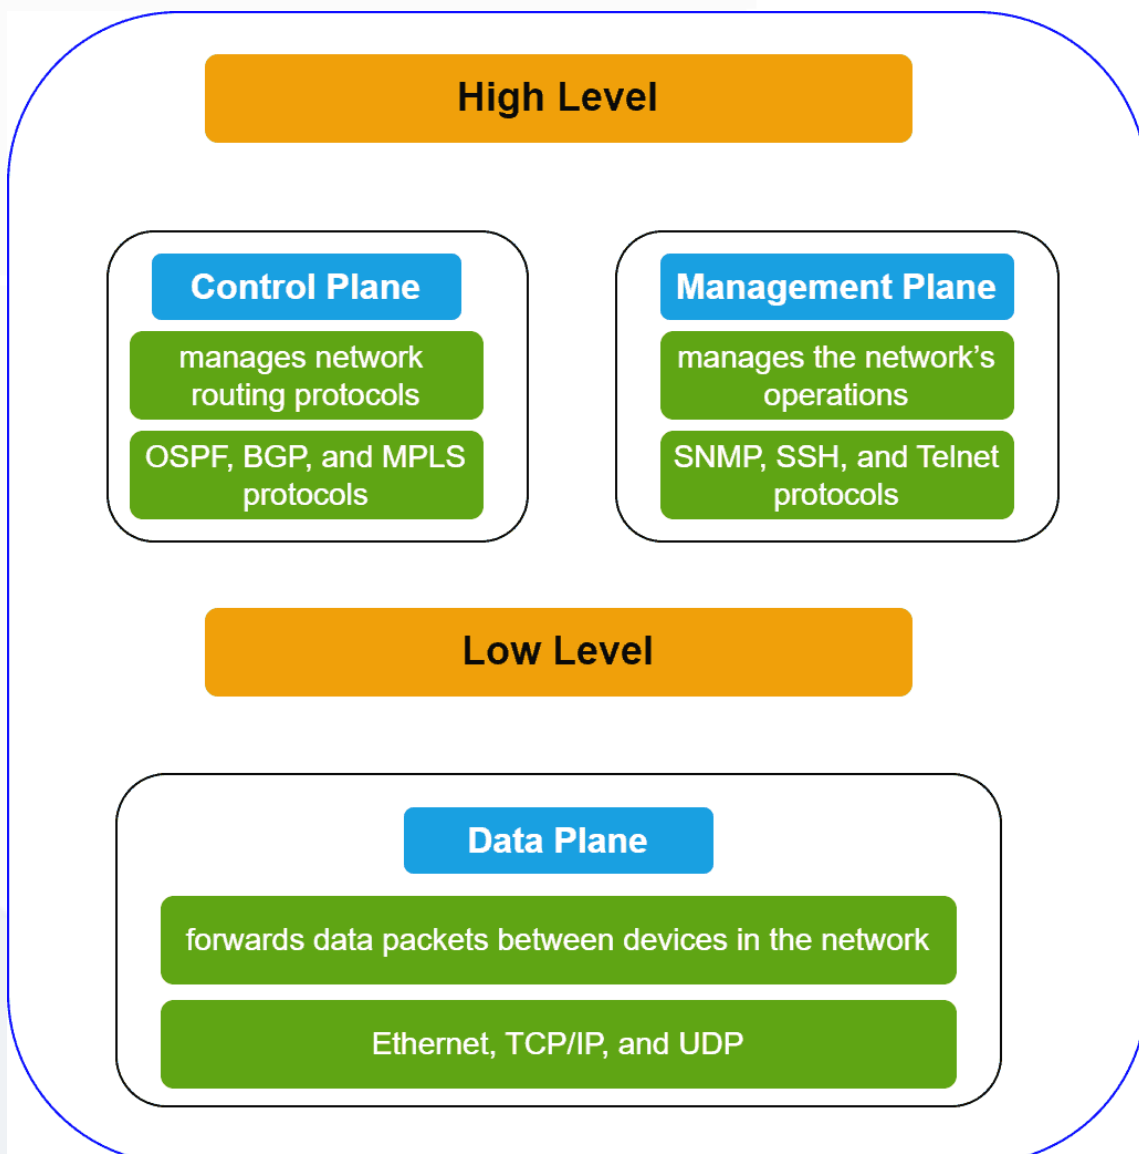 High Level
Control Plane
manages network
routing protocols
OSPF, BGP, and MPLS
protocols
Management Plane
manages the network’s
operations
SNMP, SSH, and Telnet
protocols
Low Level
Data Plane
forwards data packets between devices in the network
Ethernet, TCP/IP, and UDP